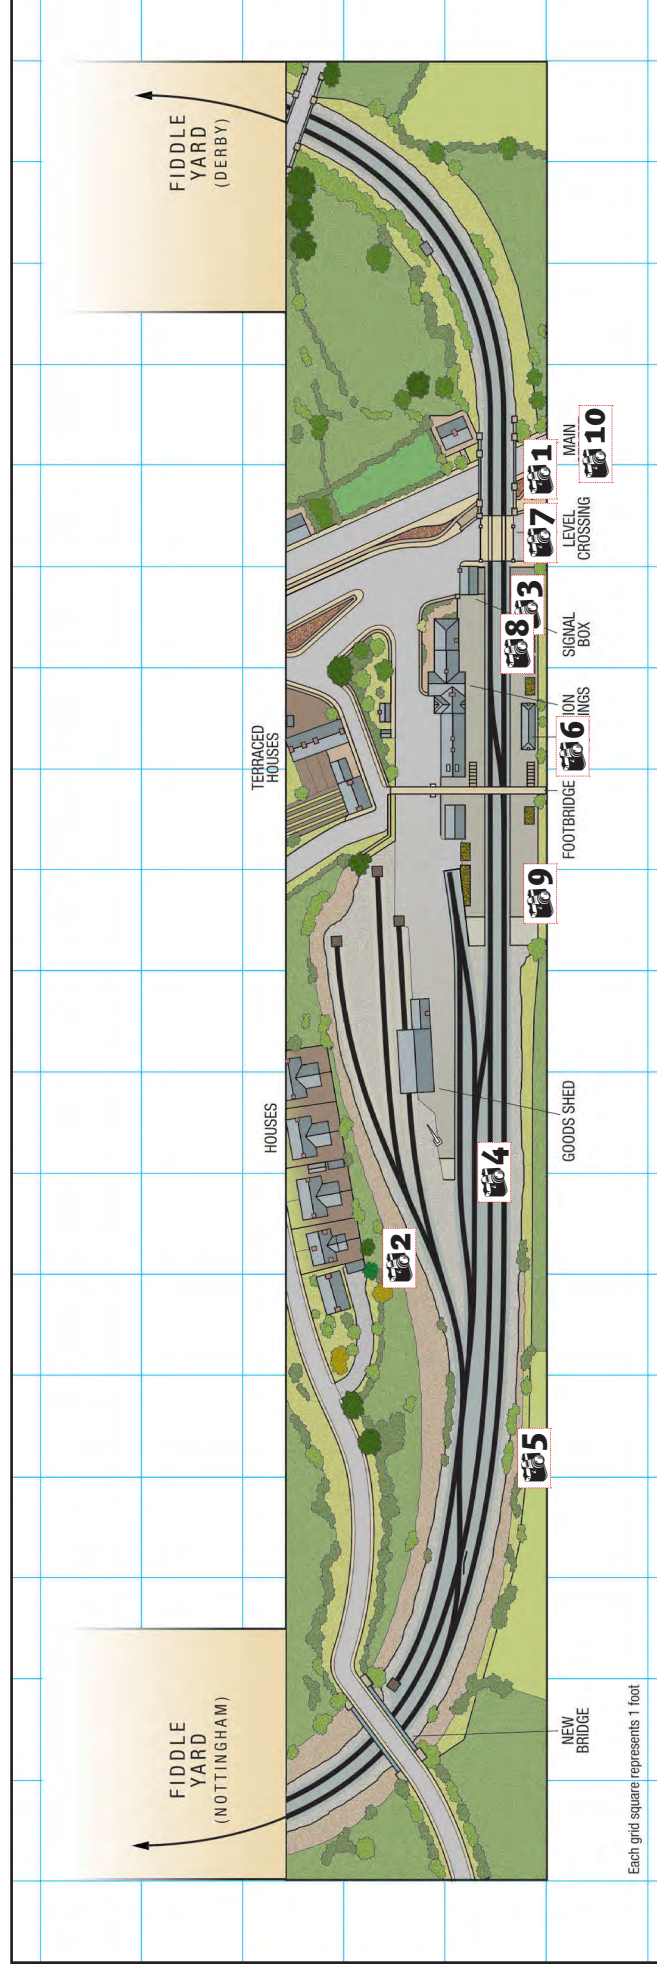 FIDDLE
YARD
(NOTTINGHAM)
HOUSES
TERRACED
HOUSES
FIDDLE
YARD
(DERBY)
2
4
5
9
6
8
3
7
1
10
NEW
BRIDGE
GOODS SHED
FOOTBRIDGE
ION
NGS
SIGNAL
BOX
LEVEL
CROSSING
MAIN
Each grid square represents 1 foot